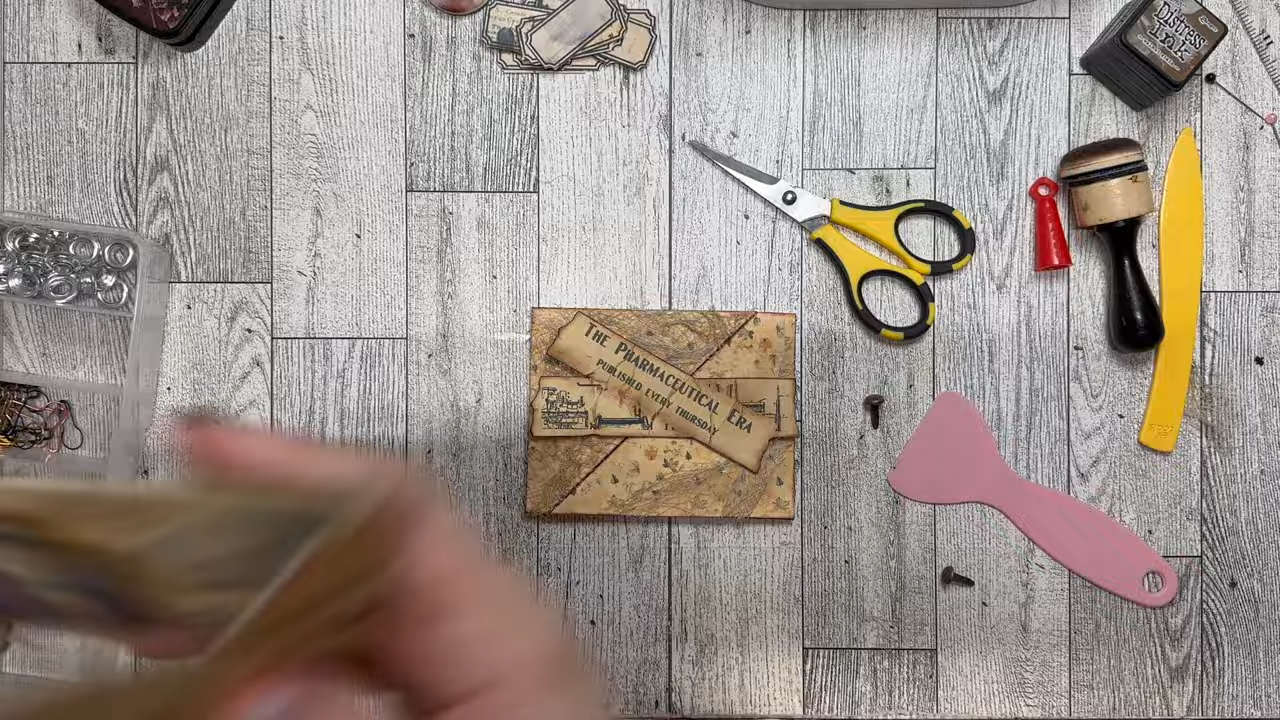 Distress
Ink
THE PHARMACEUTICAL ERA
PUBLISHED EVERY THURSDAY